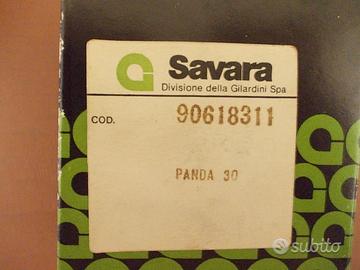 Savara
Divisione della Gilardini Spa
COD. 90618311
PANDA 30
subito